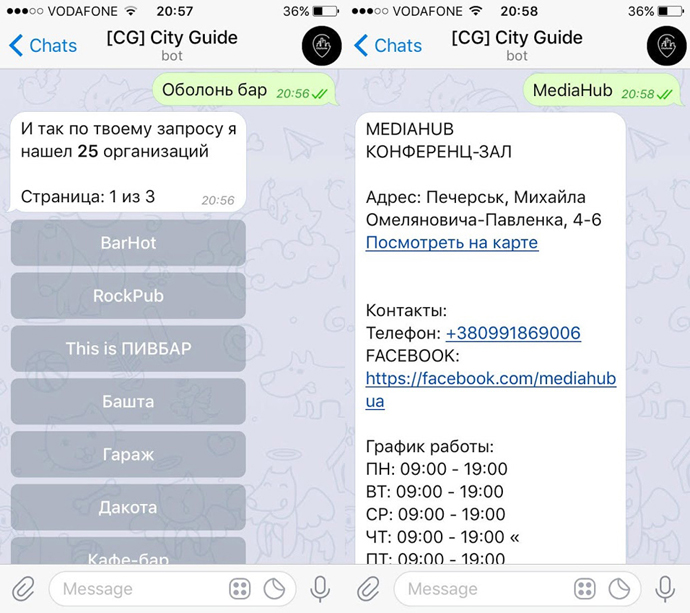 VODAFONE 20:57 36%
Chats
[CG] City Guide
bot
Оболонь бар 20:56
И так по твоему запросу я
нашел 25 организаций
Страница: 1 из 3 20:56
BarHot
RockPub
This is ПИВБАР
Башта
Гараж
Дакота
Кафе-бар
Message
VODAFONE 20:58 36%
Chats
[CG] City Guide
bot
MediaHub 20:58
MEDIAHUB
КОНФЕРЕНЦ-ЗАЛ
Адрес: Печерськ, Михайла
Омеляновича-Павленка, 4-6
Посмотреть на карте
Контакты:
Телефон: +380991869006
FACEBOOK:
https://facebook.com/mediahub
ua
График работы:
ПН: 09:00 - 19:00
ВТ: 09:00 - 19:00
СР: 09:00 - 19:00
ЧТ: 09:00 - 19:00 «
ПТ: 09:00 - 19:00
Message